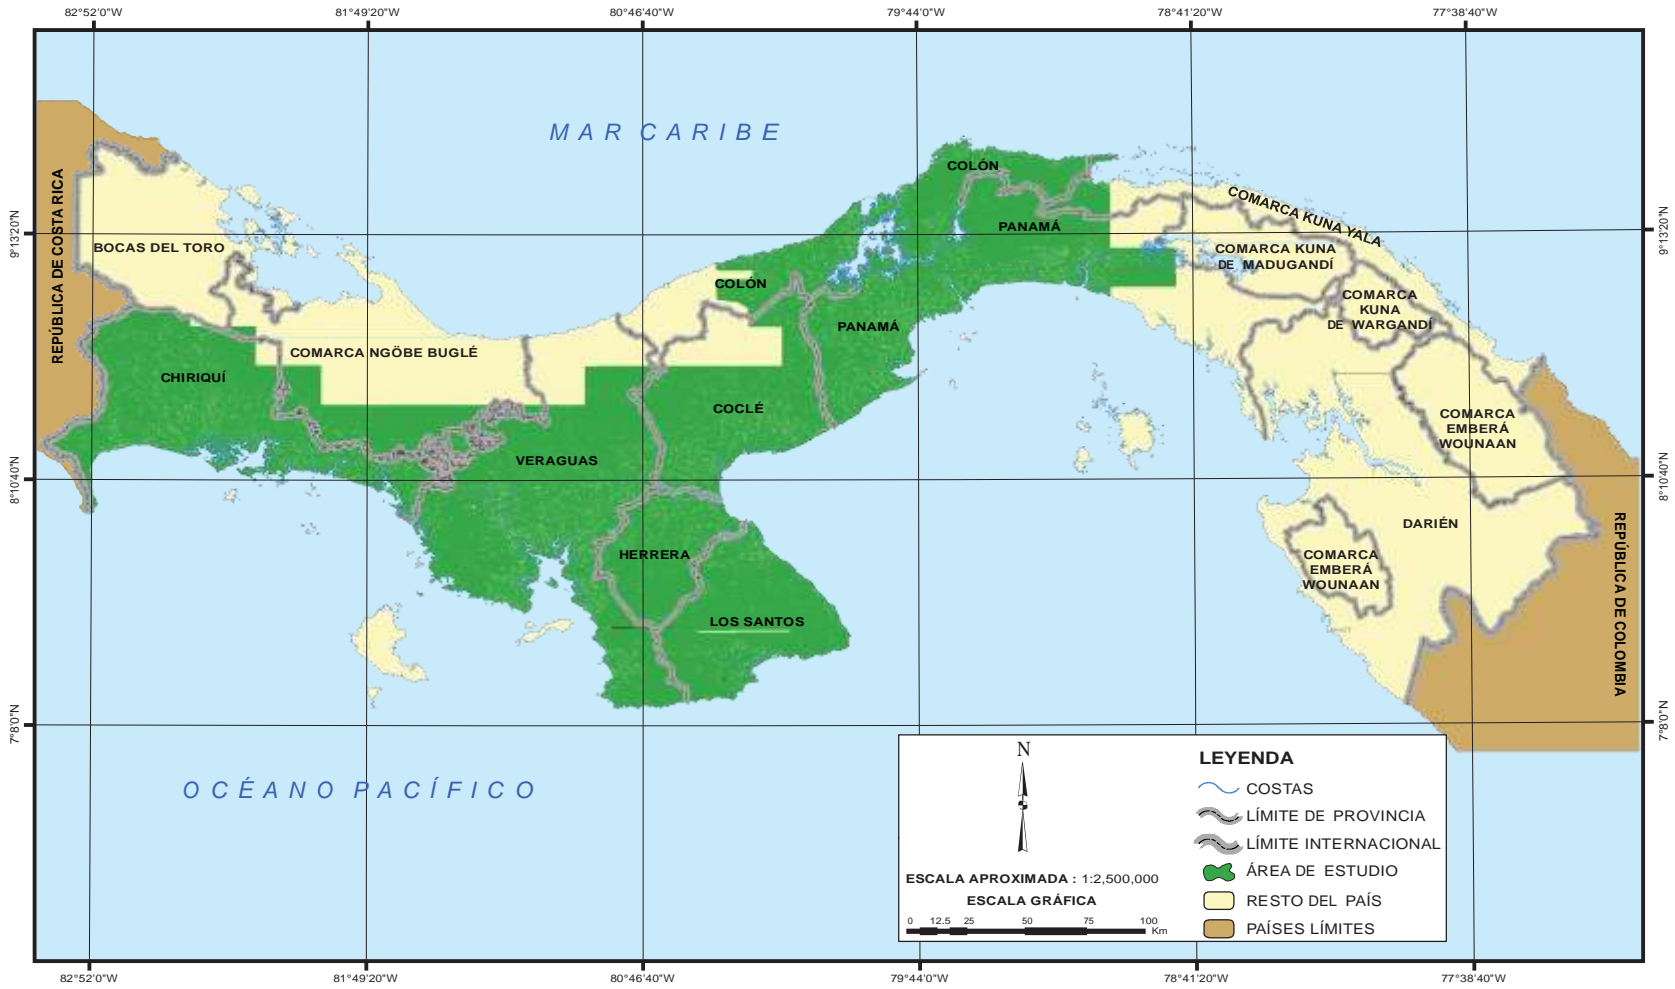 82°52'0"W
81°49'20"W
80°46'40"W
79°44'0"W
78°41'20"W
77°38'40"W
MAR CARIBE
COLÓN
REPÚBLICA DE COSTA RICA
9°13'20"N
BOCAS DEL TORO
PANAMÁ
COMARCA KUNA YALA
9°13'20"N
COMARCA KUNA
DE MADUGANDÍ
COLÓN
COMARCA
KUNA
DE WARGANDÍ
PANAMÁ
COMARCA NGÖBE BUGLÉ
CHIRIQUÍ
COCLÉ
COMARCA
EMBERÁ
WOUNAAN
VERAGUAS
8°10'40"N
8°10'40"N
DARIÉN
HERRERA
COMARCA
EMBERÁ
WOUNAAN
REPÚBLICA DE COLOMBIA
LOS SANTOS
7°8'0"N
7°8'0"N
OCÉANO PACÍFICO
N
ESCALA APROXIMADA : 1:2,500,000
ESCALA GRÁFICA
0 12.5 25 50 75 100
Km
LEYENDA
COSTAS
LÍMITE DE PROVINCIA
LÍMITE INTERNACIONAL
ÁREA DE ESTUDIO
RESTO DEL PAÍS
PAÍSES LÍMITES
82°52'0"W
81°49'20"W
80°46'40"W
79°44'0"W
78°41'20"W
77°38'40"W